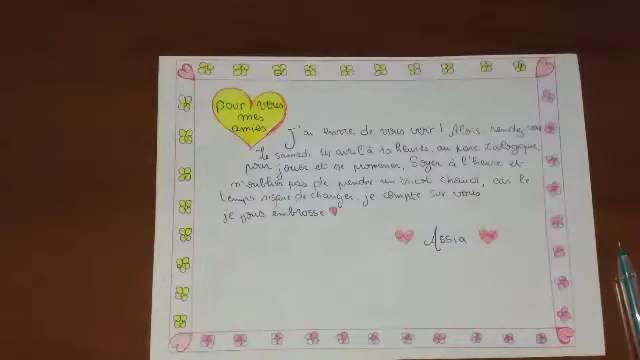 Pour vous
mes
amies
J'ai envie de vous voir! Alors, rendez vous
le samedi 14 avril à 10 heures, au parc zoologique,
pour jouer et se promener. Soyez à l'heure et
n'oublier pas de prendre un tricot chaud, car le
temps risque de changer. je compte sur vous
je vous embrasse
Assia